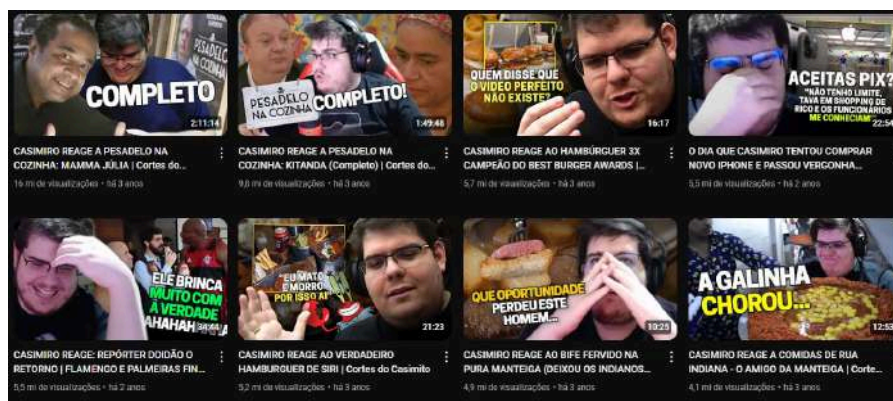 PESADELO
NA COZINHA
COMPLETO
2:11:14
PESADELO
NA COZINHA
COMPLETO!
1:49:48
QUEM DISSE QUE
O VIDEO PERFEITO
NÃO EXISTE?
16:17
ACEITAS PIX?
"NÃO TENHO LIMITE,
TAVA EM SHOPPING DE
RICO E OS FUNCIONÁRIOS
ME CONHECIAM"
22:54
CASIMIRO REAGE A PESADELO NA
COZINHA: MAMMA JÚLIA | Cortes do...
16 mi de visualizações • há 3 anos
CASIMIRO REAGE A PESADELO NA
COZINHA: KITANDA (Completo) | Cortes do...
9,8 mi de visualizações • há 3 anos
CASIMIRO REAGE AO HAMBÚRGUER 3X
CAMPEÃO DO BEST BURGER AWARDS |...
5,7 mi de visualizações • há 3 anos
O DIA QUE CASIMIRO TENTOU COMPRAR
NOVO IPHONE E PASSOU VERGONHA...
5,5 mi de visualizações • há 2 anos
ELE BRINCA
MUITO COM
A VERDADE
AHAHAH
34:44
"EU MATO
E MORRO
POR ISSO AI"
21:23
QUE OPORTUNIDADE
PERDEU ESTE
HOMEM...
10:25
A GALINHA
CHOROU...
12:53
CASIMIRO REAGE: REPÓRTER DOIDÃO O
RETORNO | FLAMENGO E PALMEIRAS FIN...
5,5 mi de visualizações • há 2 anos
CASIMIRO REAGE AO VERDADEIRO
HAMBURGUER DE SIRI | Cortes do Casimito
5,2 mi de visualizações • há 3 anos
CASIMIRO REAGE AO BIFE FERVIDO NA
PURA MANTEIGA (DEIXOU OS INDIANOS...
4,9 mi de visualizações • há 3 anos
CASIMIRO REAGE A COMIDAS DE RUA
INDIANA - O AMIGO DA MANTEIGA | Corte...
4,1 mi de visualizações • há 3 anos